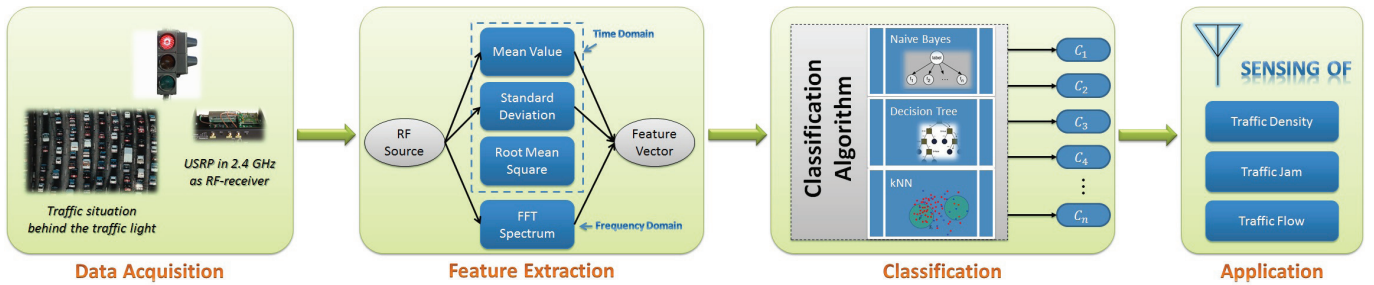 USRP in 2.4 GHz
as RF-receiver
Traffic situation
behind the traffic light
Data Acquisition
RF
Source
Mean Value
Standard
Deviation
Root Mean
Square
FFT
Spectrum
Time Domain
Frequency Domain
Feature
Vector
Feature Extraction
Classification
Algorithm
Naive Bayes
Decision Tree
kNN
C1
C2
C3
C4
⋮
Cn
Classification
SENSING OF
Traffic Density
Traffic Jam
Traffic Flow
Application